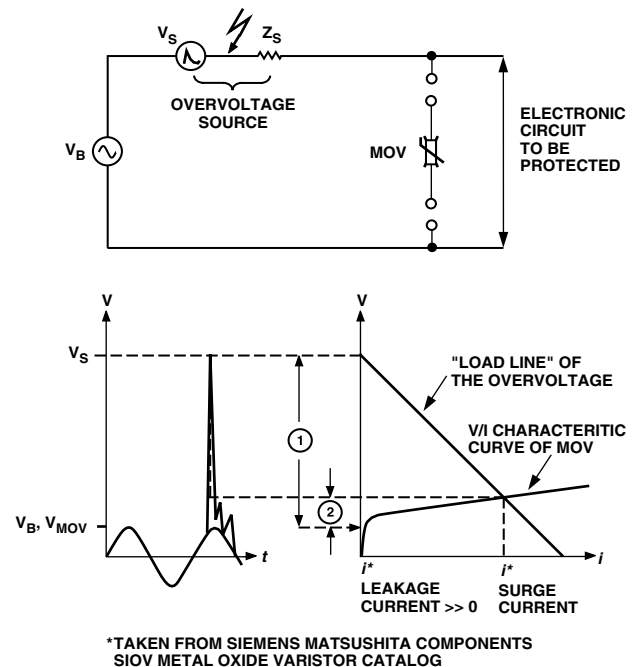 V_S
Z_S
OVERVOLTAGE
SOURCE
V_B
MOV
ELECTRONIC
CIRCUIT
TO BE
PROTECTED
V
V
V_S
"LOAD LINE" OF
THE OVERVOLTAGE
1
V/I CHARACTERITIC
CURVE OF MOV
2
V_B, V_MOV
t
i* i* i
LEAKAGE
CURRENT >> 0
SURGE
CURRENT
*TAKEN FROM SIEMENS MATSUSHITA COMPONENTS
SIOV METAL OXIDE VARISTOR CATALOG